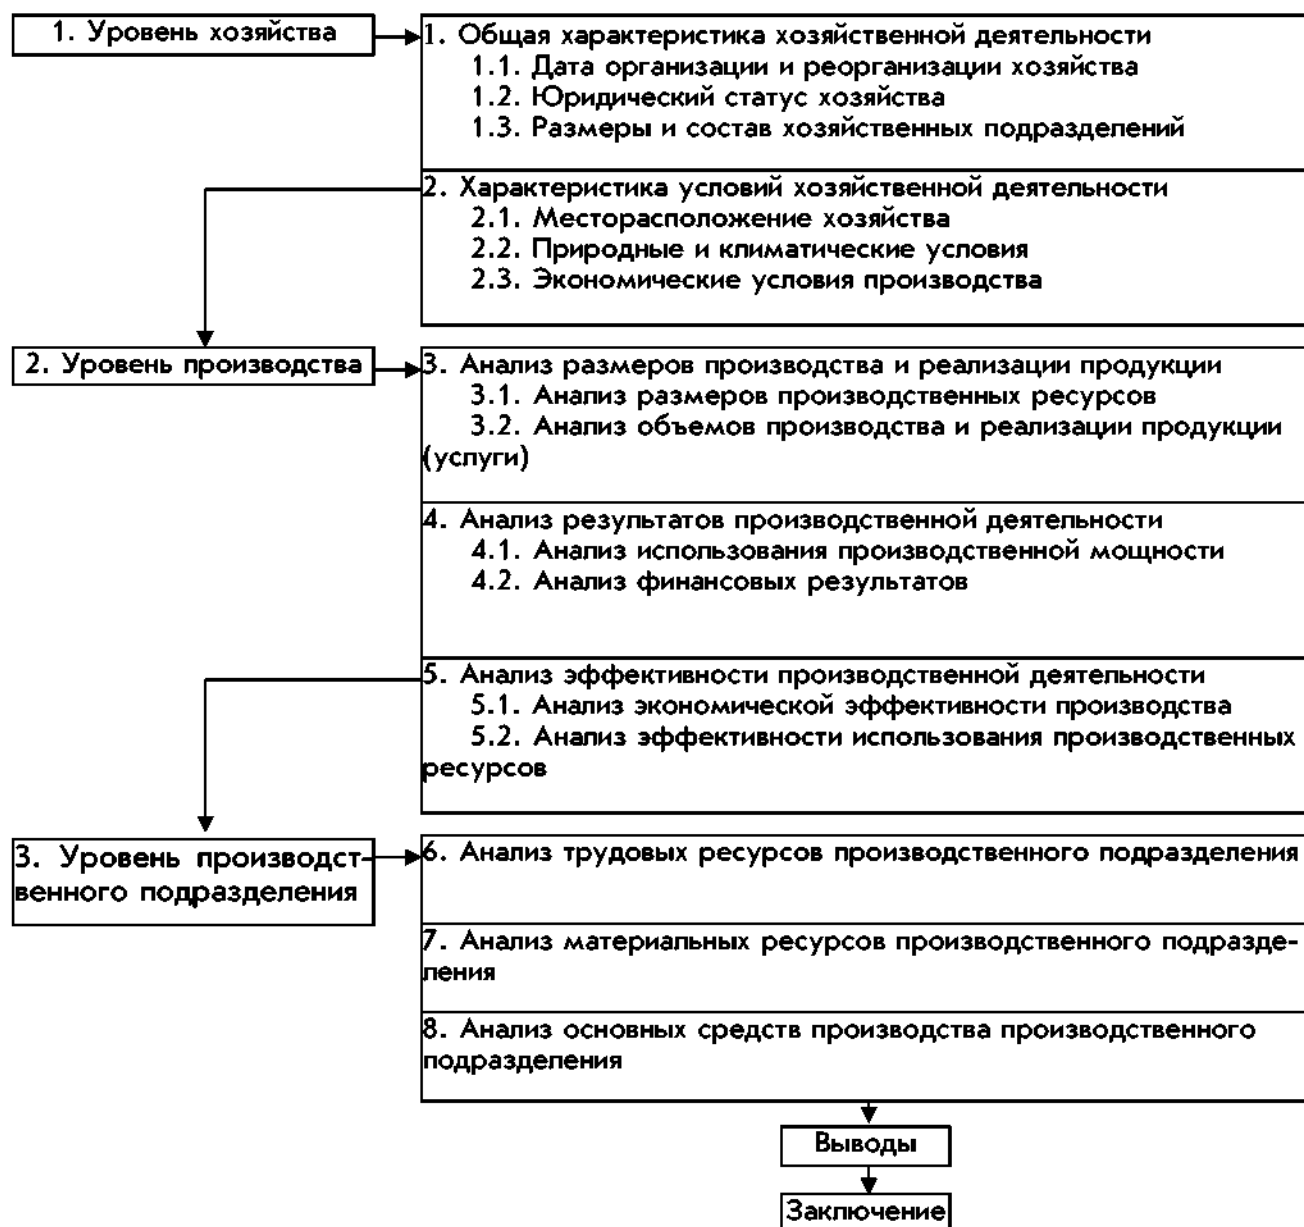 1. Уровень хозяйства
1. Общая характеристика хозяйственной деятельности
1.1. Дата организации и реорганизации хозяйства
1.2. Юридический статус хозяйства
1.3. Размеры и состав хозяйственных подразделений
2. Характеристика условий хозяйственной деятельности
2.1. Месторасположение хозяйства
2.2. Природные и климатические условия
2.3. Экономические условия производства
2. Уровень производства
3. Анализ размеров производства и реализации продукции
3.1. Анализ размеров производственных ресурсов
3.2. Анализ объемов производства и реализации продукции
(услуги)
4. Анализ результатов производственной деятельности
4.1. Анализ использования производственной мощности
4.2. Анализ финансовых результатов
5. Анализ эффективности производственной деятельности
5.1. Анализ экономической эффективности производства
5.2. Анализ эффективности использования производственных
ресурсов
3. Уровень производст-
венного подразделения
6. Анализ трудовых ресурсов производственного подразделения
7. Анализ материальных ресурсов производственного подразде-
ления
8. Анализ основных средств производства производственного
подразделения
Выводы
Заключение